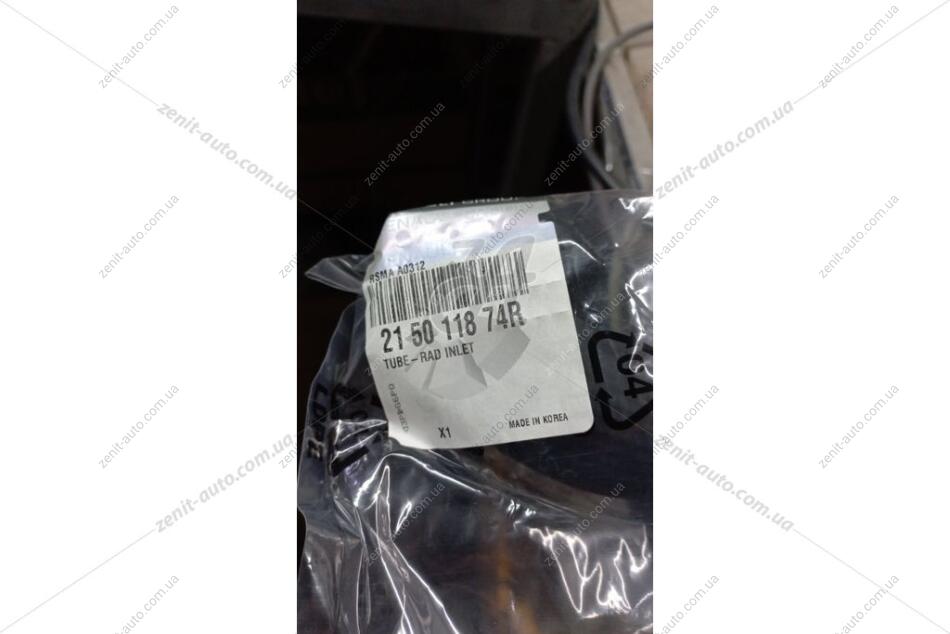 RSMA A0312
21 50 118 74R
TUBE – RAD INLET
X1
MADE IN KOREA
zenit-auto.com.ua